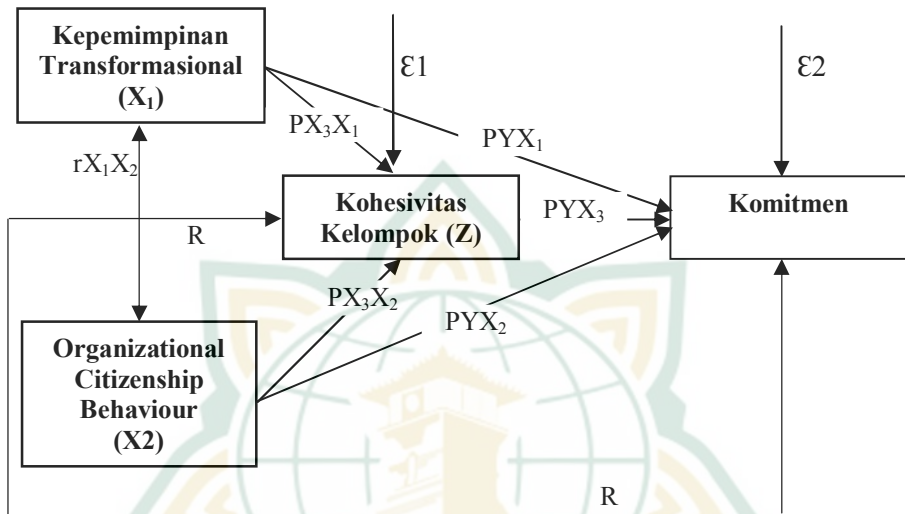 Kepemimpinan
Transformasional
(X₁)
Ɛ1
Ɛ2
PX₃X₁
PYX₁
rX₁X₂
Kohesivitas
Kelompok (Z)
PYX₃
Komitmen
R
PX₃X₂
PYX₂
Organizational
Citizenship
Behaviour
(X2)
R